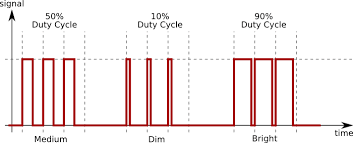 signal
50%
Duty Cycle
10%
Duty Cycle
90%
Duty Cycle
time
Medium
Dim
Bright